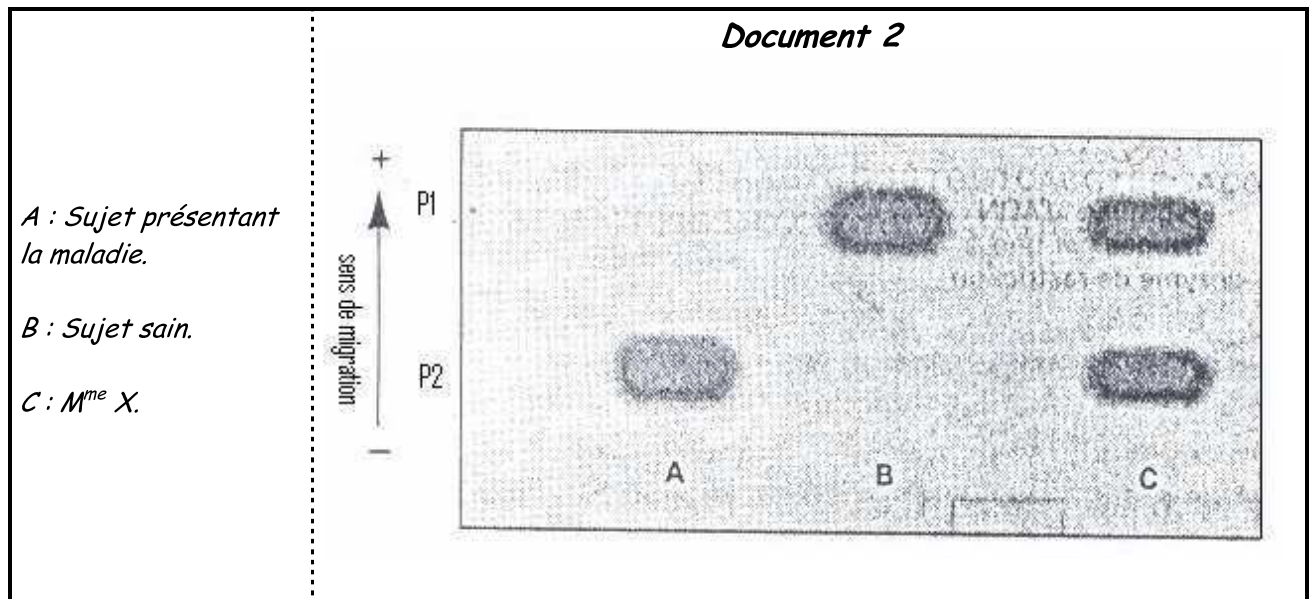 Document 2
A : Sujet présentant
la maladie.
B : Sujet sain.
C : Mme X.
+
P1
sens de migration
P2
−
A
B
C